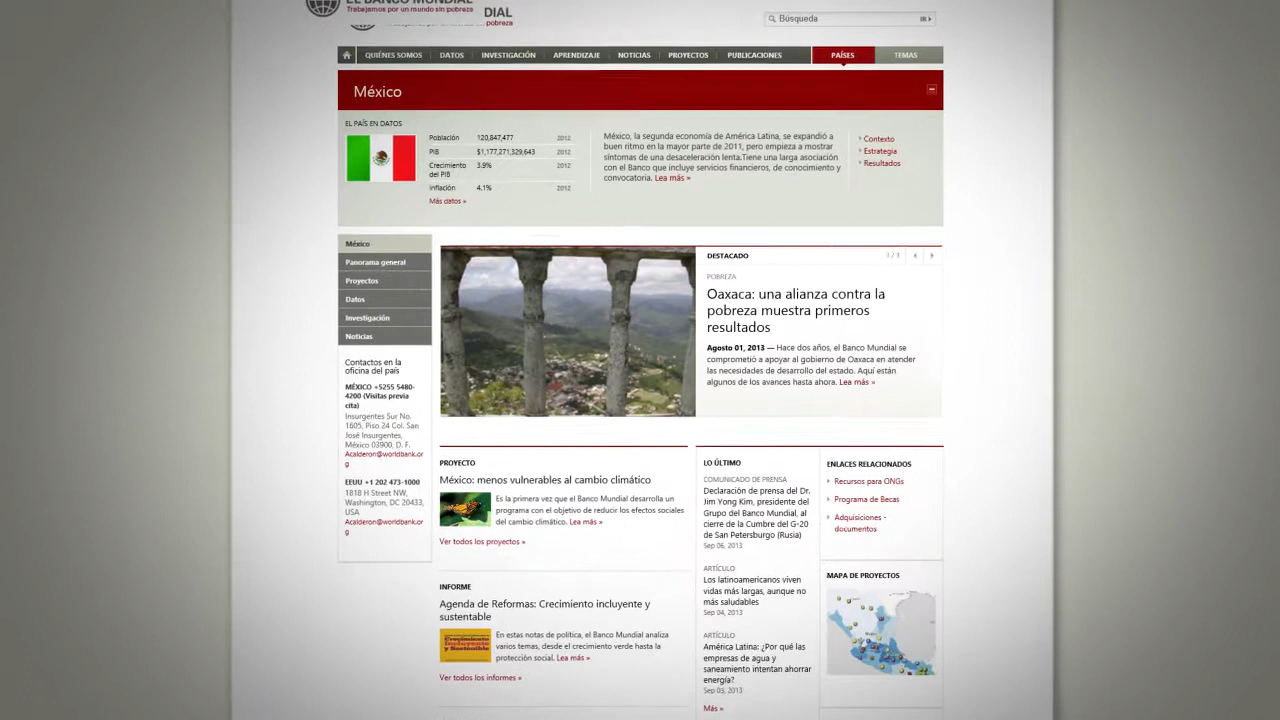 EL BANCO MUNDIAL
Trabajamos por un mundo sin pobreza
DIAL
pobreza
Búsqueda
IR
QUIÉNES SOMOS
DATOS
INVESTIGACIÓN
APRENDIZAJE
NOTICIAS
PROYECTOS
PUBLICACIONES
PAÍSES
TEMAS
México
EL PAÍS EN DATOS
Población 120,847,477 2012
PIB $1,177,271,329,643 2012
Crecimiento 3.9% 2012
del PIB
Inflación 4.1% 2012
Más datos »
México, la segunda economía de América Latina, se expandió a
buen ritmo en la mayor parte de 2011, pero empieza a mostrar
síntomas de una desaceleración lenta.Tiene una larga asociación
con el Banco que incluye servicios financieros, de conocimiento y
convocatoria. Lea más »
Contexto
Estrategia
Resultados
México
Panorama general
Proyectos
Datos
Investigación
Noticias
Contactos en la
oficina del país
MÉXICO +5255 5480-
4200 (Visitas previa
cita)
Insurgentes Sur No.
1605, Piso 24 Col. San
José Insurgentes,
México 03900, D. F.
Acalderon@worldbank.or
g
EEUU +1 202 473-1000
1818 H Street NW,
Washington, DC 20433,
USA
Acalderon@worldbank.or
g
DESTACADO
1 / 3
POBREZA
Oaxaca: una alianza contra la
pobreza muestra primeros
resultados
Agosto 01, 2013 — Hace dos años, el Banco Mundial se
comprometió a apoyar al gobierno de Oaxaca en atender
las necesidades de desarrollo del estado. Aquí están
algunos de los avances hasta ahora. Lea más »
PROYECTO
México: menos vulnerables al cambio climático
Es la primera vez que el Banco Mundial desarrolla un
programa con el objetivo de reducir los efectos sociales
del cambio climático. Lea más »
Ver todos los proyectos »
INFORME
Agenda de Reformas: Crecimiento incluyente y
sustentable
Crecimiento
Incluyente
y Sostenible
En estas notas de política, el Banco Mundial analiza
varios temas, desde el crecimiento verde hasta la
protección social. Lea más »
Ver todos los informes »
LO ÚLTIMO
COMUNICADO DE PRENSA
Declaración de prensa del Dr.
Jim Yong Kim, presidente del
Grupo del Banco Mundial, al
cierre de la Cumbre del G-20
de San Petersburgo (Rusia)
Sep 06, 2013
ARTÍCULO
Los latinoamericanos viven
vidas más largas, aunque no
más saludables
Sep 04, 2013
ARTÍCULO
América Latina: ¿Por qué las
empresas de agua y
saneamiento intentan ahorrar
energía?
Sep 03, 2013
Más »
ENLACES RELACIONADOS
Recursos para ONGs
Programa de Becas
Adquisiciones -
documentos
MAPA DE PROYECTOS